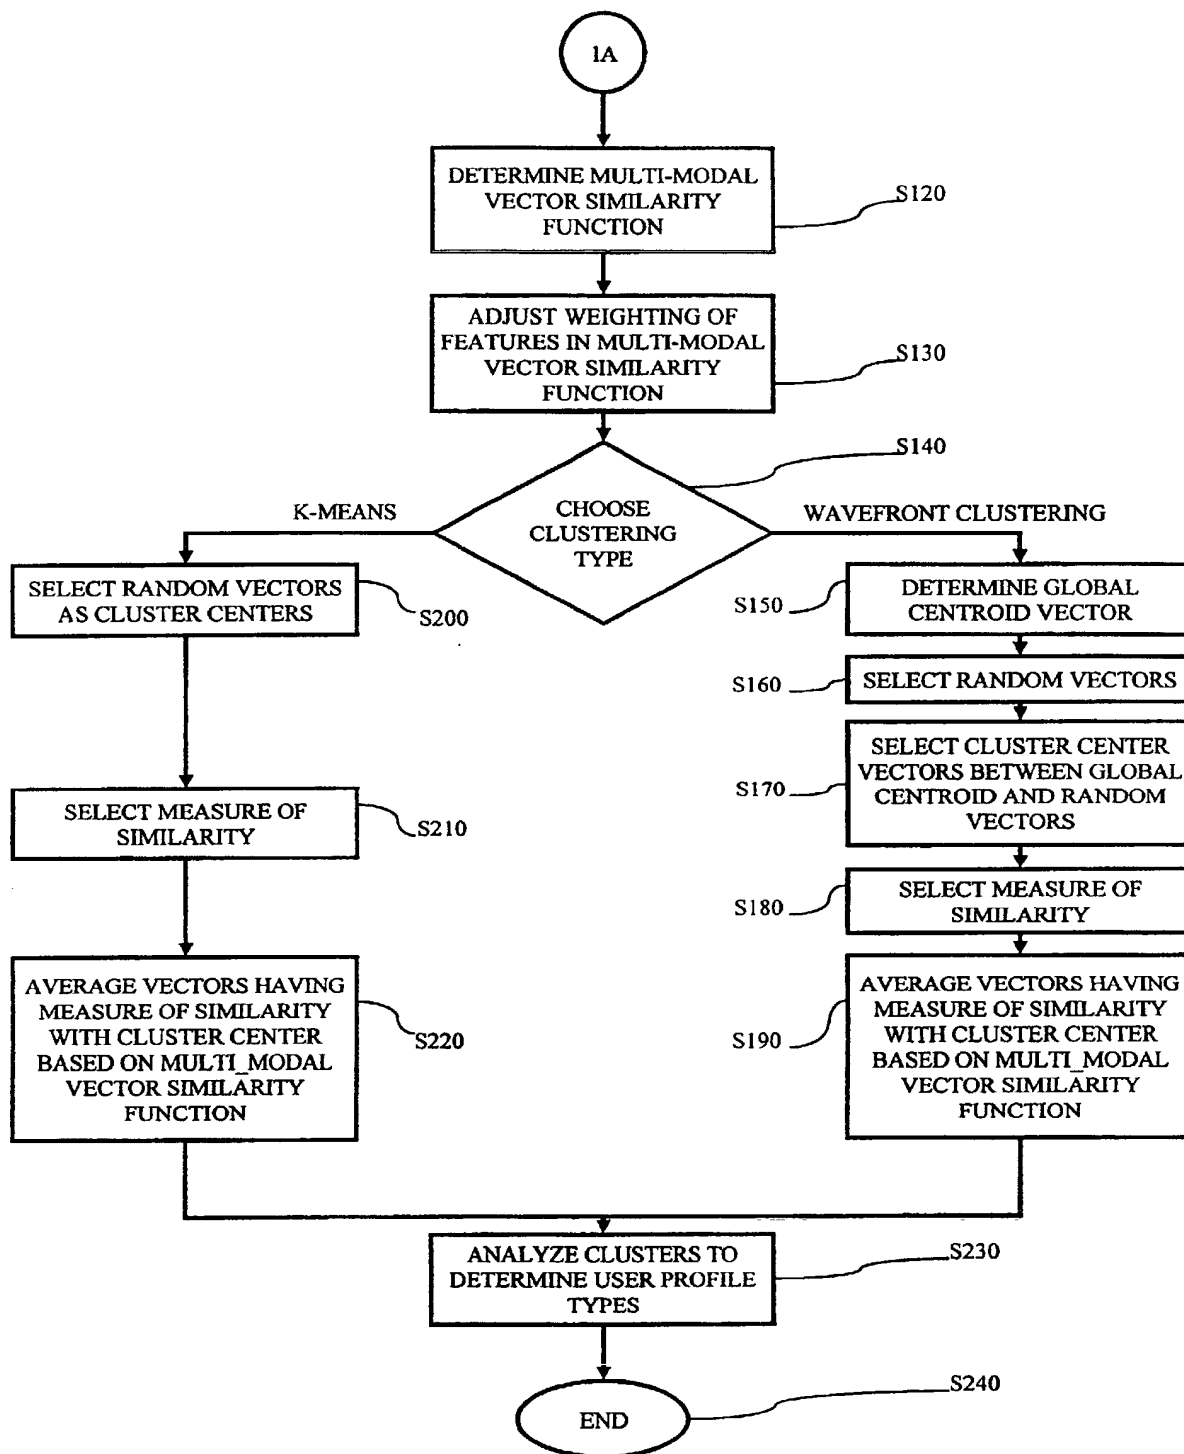 1A
DETERMINE MULTI-MODAL
VECTOR SIMILARITY
FUNCTION
S120
ADJUST WEIGHTING OF
FEATURES IN MULTI-MODAL
VECTOR SIMILARITY
FUNCTION
S130
CHOOSE
CLUSTERING
TYPE
S140
K-MEANS
WAVEFRONT CLUSTERING
SELECT RANDOM VECTORS
AS CLUSTER CENTERS
S200
SELECT MEASURE OF
SIMILARITY
S210
AVERAGE VECTORS HAVING
MEASURE OF SIMILARITY
WITH CLUSTER CENTER
BASED ON MULTI_MODAL
VECTOR SIMILARITY
FUNCTION
S220
S150
DETERMINE GLOBAL
CENTROID VECTOR
S160
SELECT RANDOM VECTORS
S170
SELECT CLUSTER CENTER
VECTORS BETWEEN GLOBAL
CENTROID AND RANDOM
VECTORS
S180
SELECT MEASURE OF
SIMILARITY
S190
AVERAGE VECTORS HAVING
MEASURE OF SIMILARITY
WITH CLUSTER CENTER
BASED ON MULTI_MODAL
VECTOR SIMILARITY
FUNCTION
ANALYZE CLUSTERS TO
DETERMINE USER PROFILE
TYPES
S230
END
S240